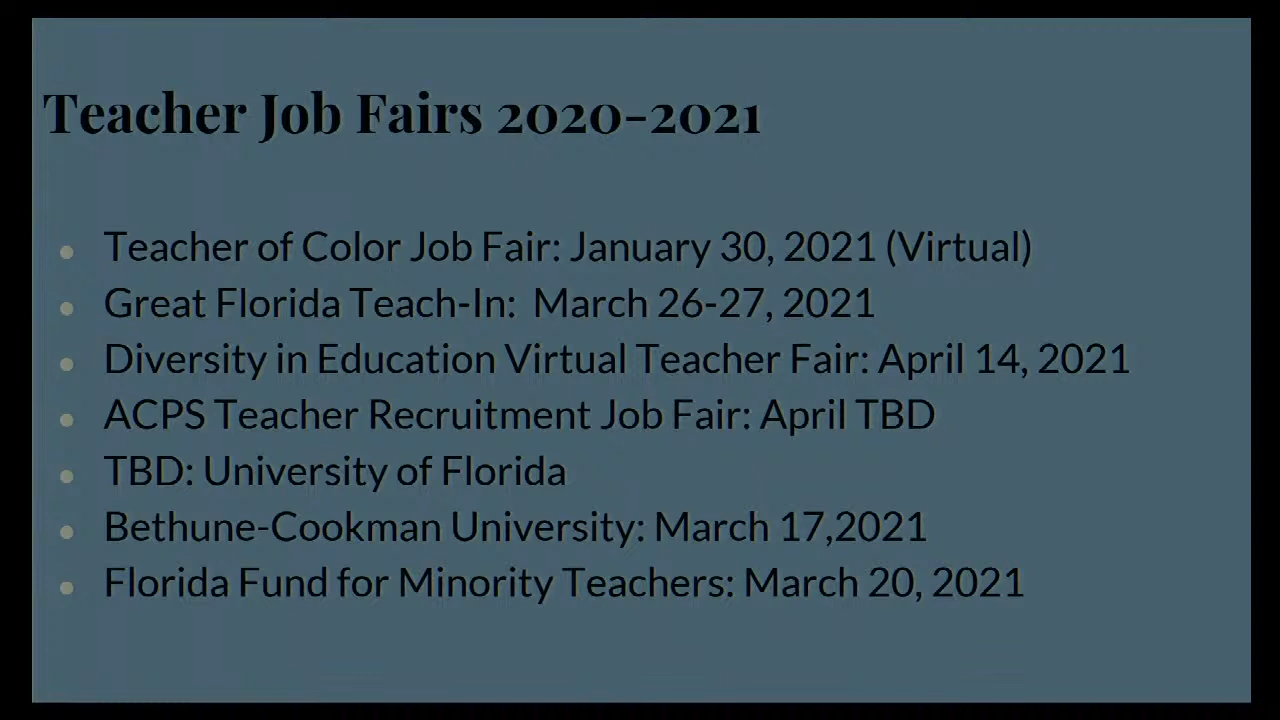 Teacher Job Fairs 2020-2021
Teacher of Color Job Fair: January 30, 2021 (Virtual)
Great Florida Teach-In:  March 26-27, 2021
Diversity in Education Virtual Teacher Fair: April 14, 2021
ACPS Teacher Recruitment Job Fair: April TBD
TBD: University of Florida
Bethune-Cookman University: March 17,2021
Florida Fund for Minority Teachers: March 20, 2021